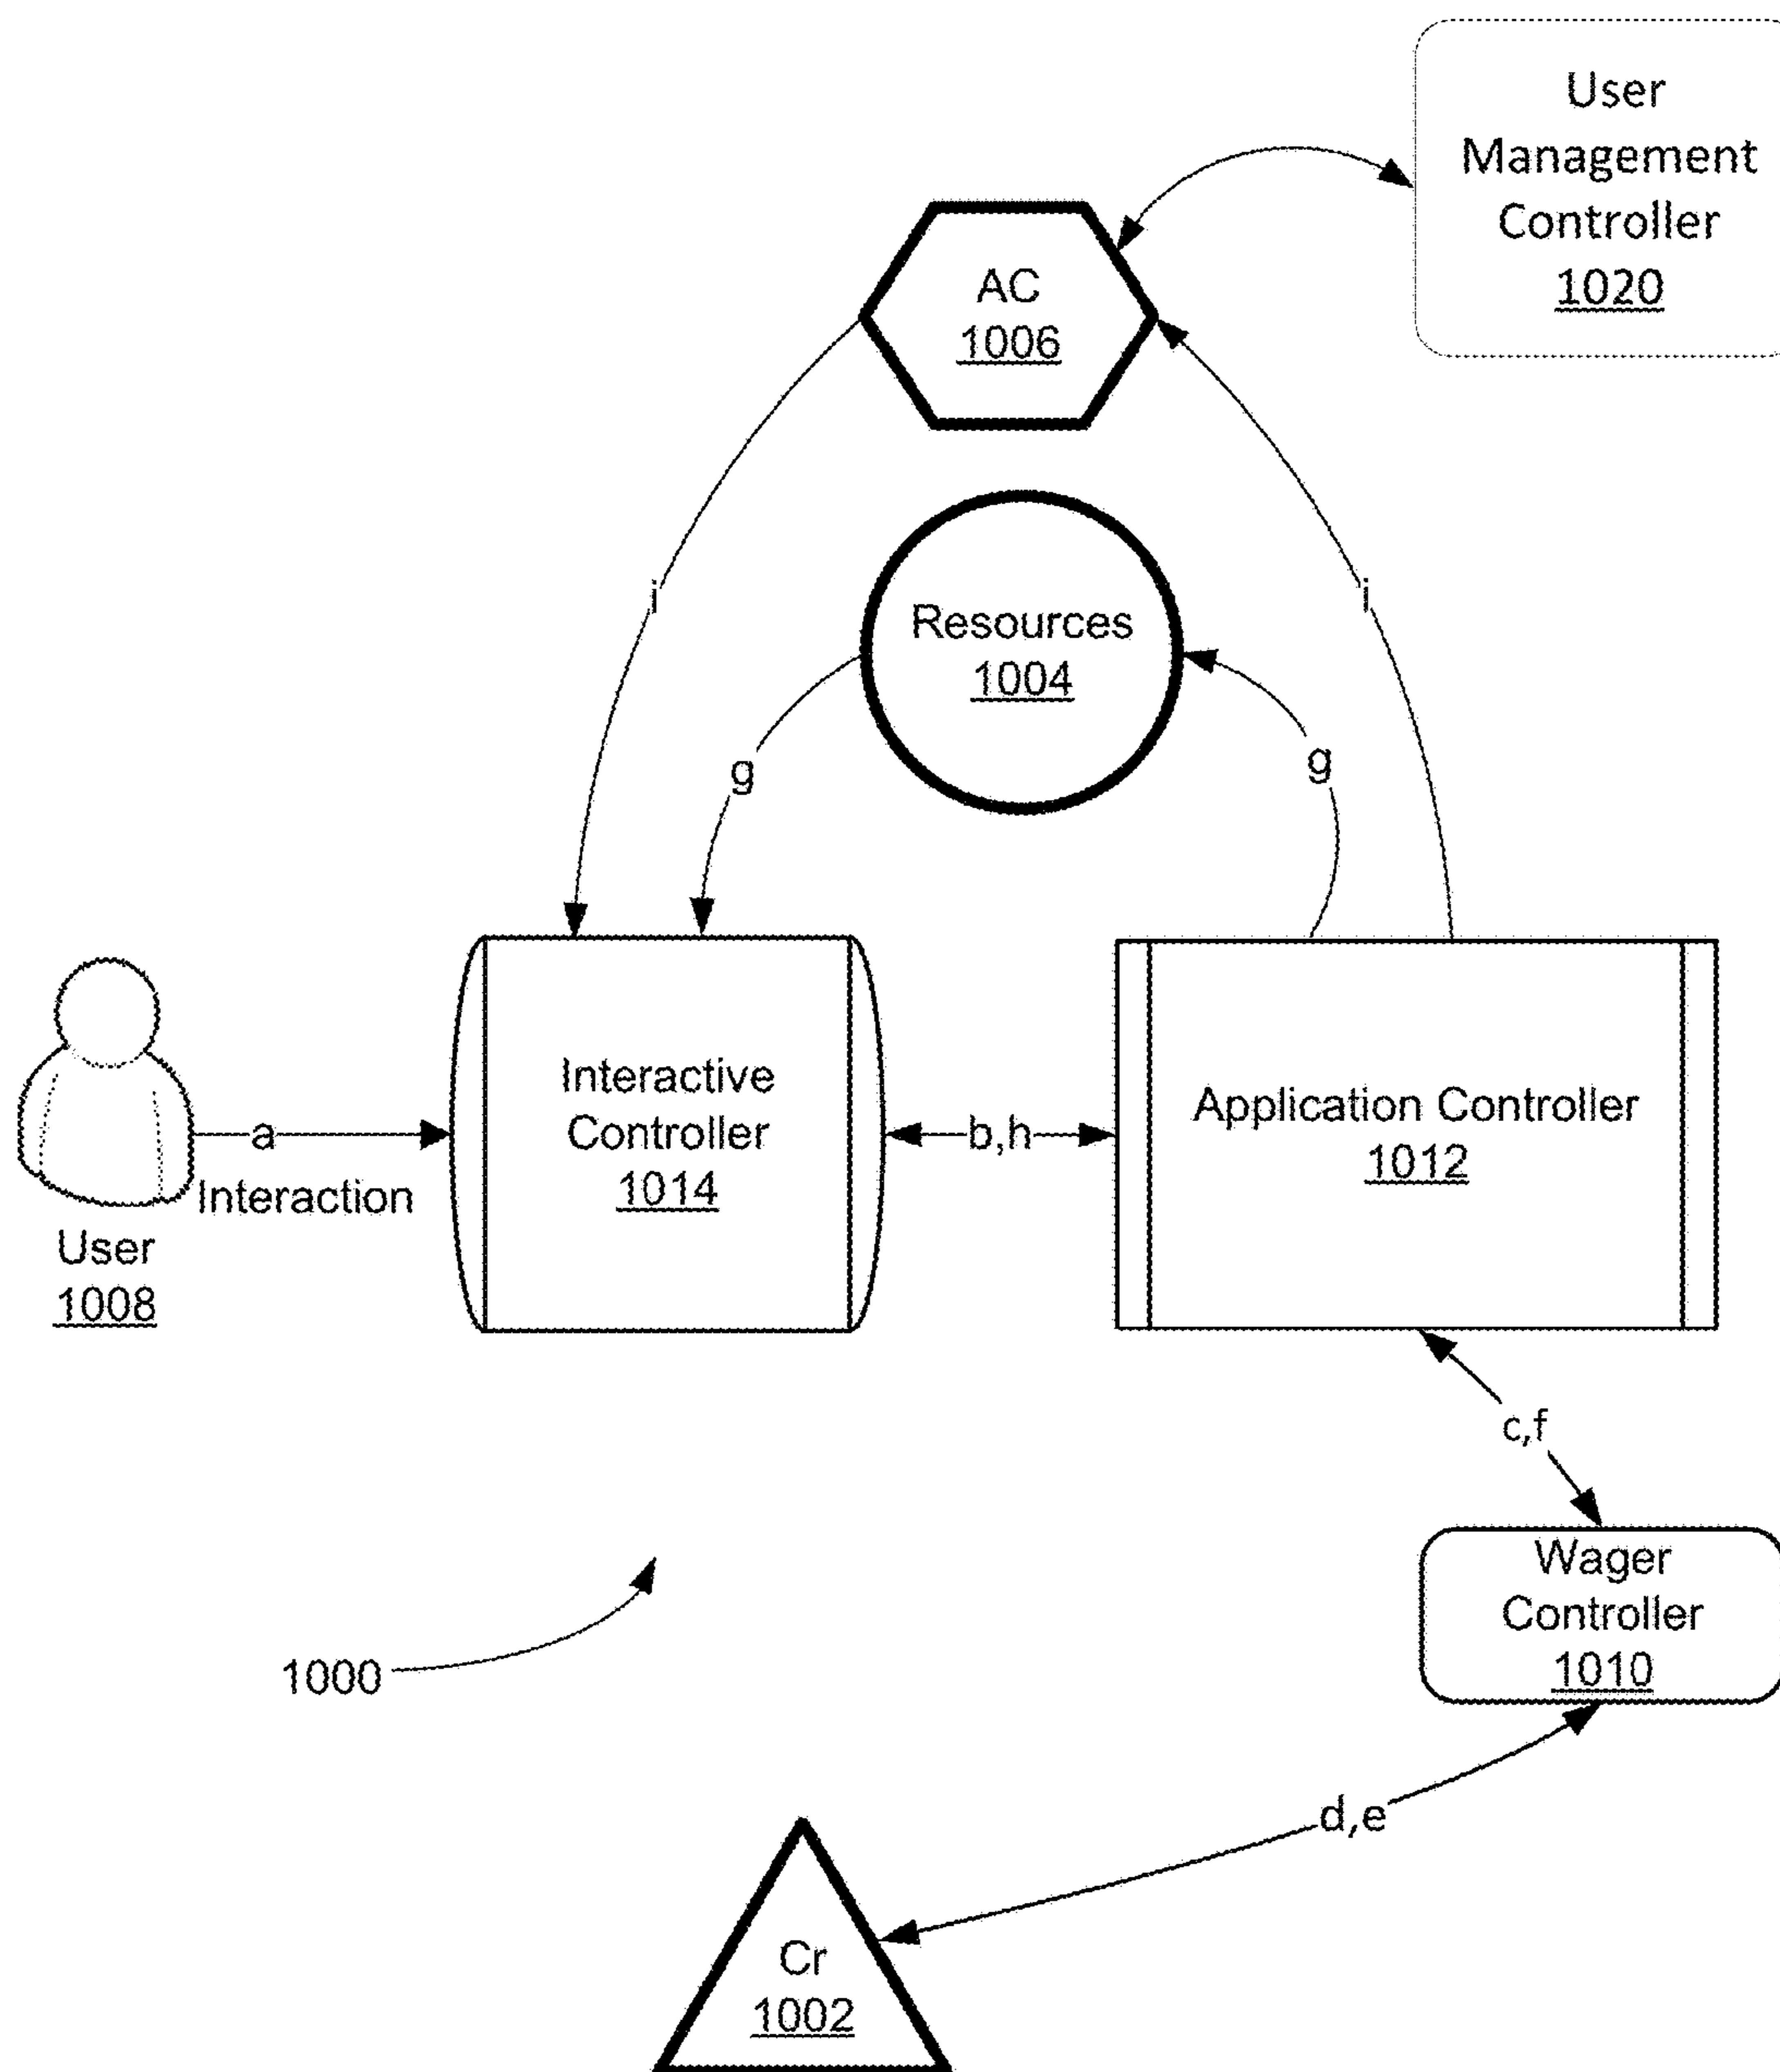 User
Management
Controller
1020
AC
1006
i
i
Resources
1004
g
g
Interactive
Controller
1014
Application Controller
1012
a
b,h
Interaction
User
1008
c,f
Wager
Controller
1010
1000
d,e
Cr
1002